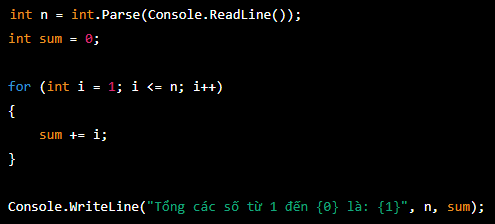 int n = int.Parse(Console.ReadLine());
int sum = 0;
for (int i = 1; i <= n; i++)
{
sum += i;
}
Console.WriteLine("Tổng các số từ 1 đến {0} là: {1}", n, sum);